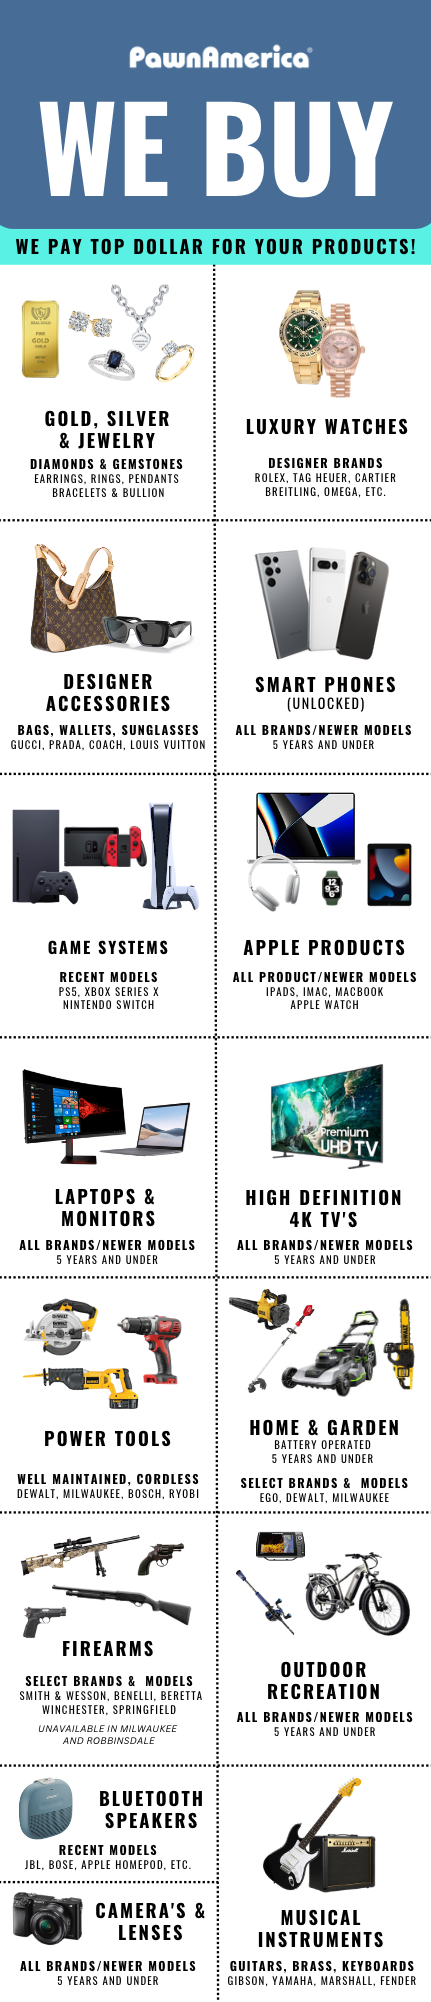 PawnAmerica®
WE BUY
WE PAY TOP DOLLAR FOR YOUR PRODUCTS!
FINE
GOLD
GOLD, SILVER
& JEWELRY
DIAMONDS & GEMSTONES
EARRINGS, RINGS, PENDANTS
BRACELETS & BULLION
LUXURY WATCHES
DESIGNER BRANDS
ROLEX, TAG HEUER, CARTIER
BREITLING, OMEGA, ETC.
DESIGNER
ACCESSORIES
BAGS, WALLETS, SUNGLASSES
GUCCI, PRADA, COACH, LOUIS VUITTON
SMART PHONES
(UNLOCKED)
ALL BRANDS/NEWER MODELS
5 YEARS AND UNDER
GAME SYSTEMS
RECENT MODELS
PS5, XBOX SERIES X
NINTENDO SWITCH
APPLE PRODUCTS
ALL PRODUCT/NEWER MODELS
IPADS, IMAC, MACBOOK
APPLE WATCH
LAPTOPS &
MONITORS
ALL BRANDS/NEWER MODELS
5 YEARS AND UNDER
Premium
UHD TV
HIGH DEFINITION
4K TV'S
ALL BRANDS/NEWER MODELS
5 YEARS AND UNDER
POWER TOOLS
WELL MAINTAINED, CORDLESS
DEWALT, MILWAUKEE, BOSCH, RYOBI
HOME & GARDEN
BATTERY OPERATED
5 YEARS AND UNDER
SELECT BRANDS & MODELS
EGO, DEWALT, MILWAUKEE
FIREARMS
SELECT BRANDS & MODELS
SMITH & WESSON, BENELLI, BERETTA
WINCHESTER, SPRINGFIELD
UNAVAILABLE IN MILWAUKEE
AND ROBBINSDALE
OUTDOOR
RECREATION
ALL BRANDS/NEWER MODELS
5 YEARS AND UNDER
BLUETOOTH
SPEAKERS
RECENT MODELS
JBL, BOSE, APPLE HOMEPOD, ETC.
CAMERA'S &
LENSES
ALL BRANDS/NEWER MODELS
5 YEARS AND UNDER
Marshall
MUSICAL
INSTRUMENTS
GUITARS, BRASS, KEYBOARDS
GIBSON, YAMAHA, MARSHALL, FENDER